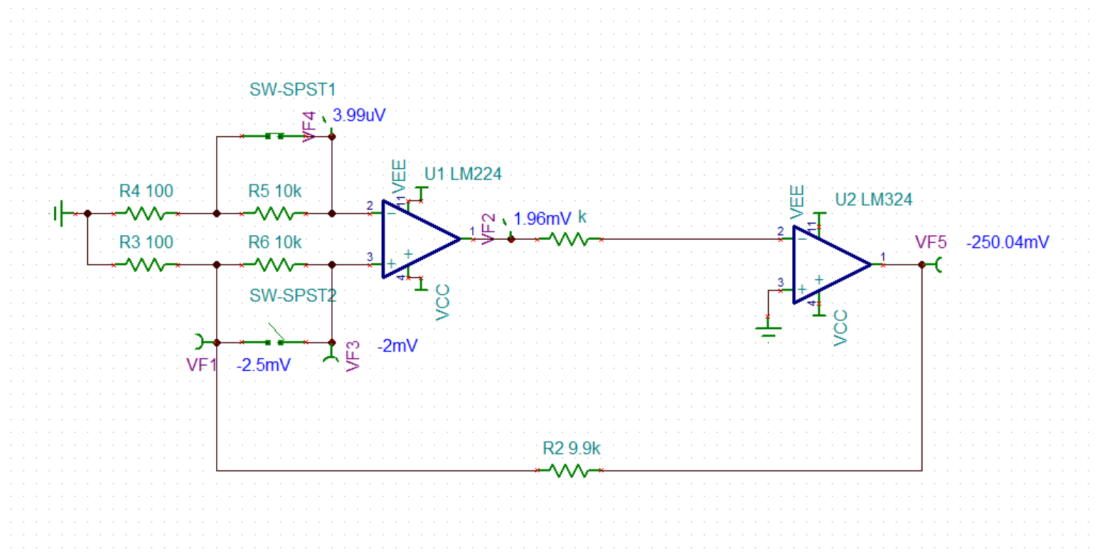 SW-SPST1
VF4
3.99uV
R4 100
R5 10k
VEE
U1 LM224
11
2
-
1
VF2
1.96mV
k
R3 100
R6 10k
3
+
+
4
VCC
SW-SPST2
VF1
-2.5mV
VF3
-2mV
VEE
U2 LM324
11
2
-
1
VF5
-250.04mV
3
+
+
4
VCC
R2 9.9k